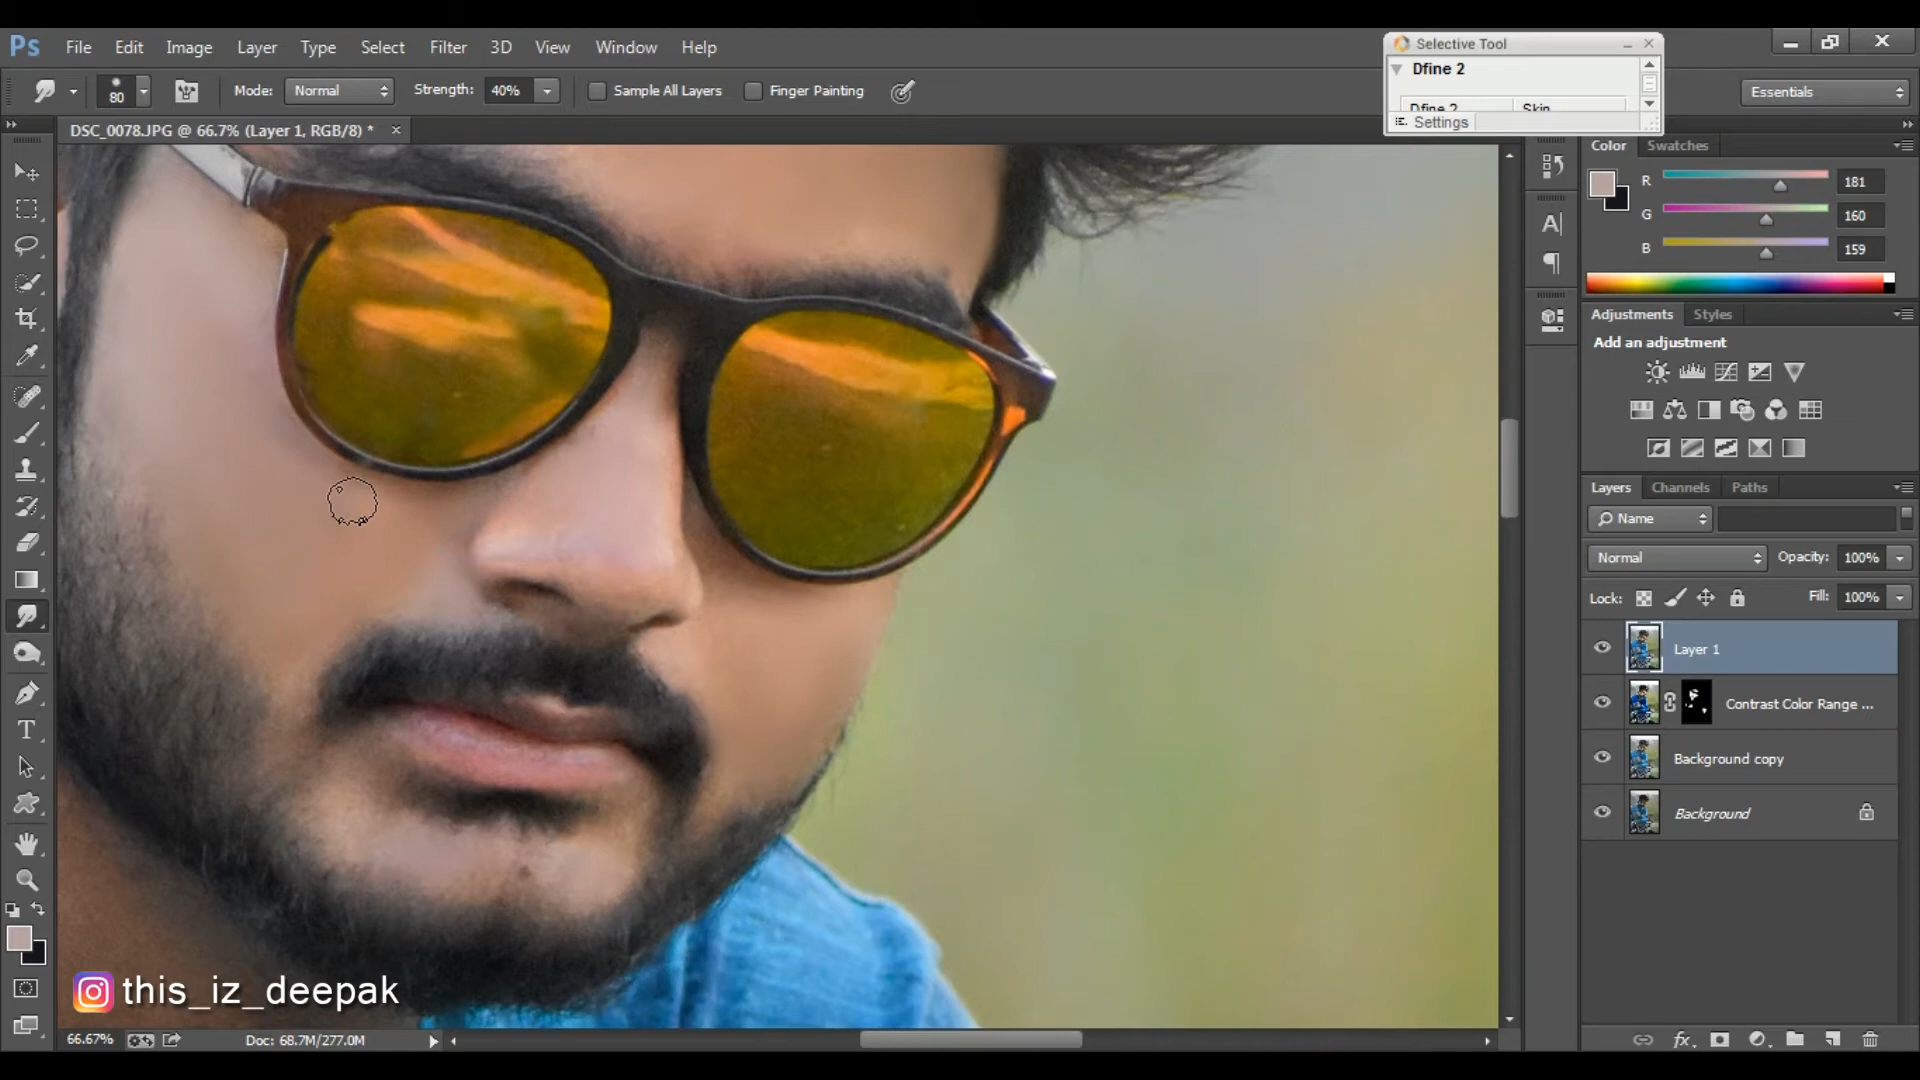 Ps File Edit Image Layer Type Select Filter 3D View Window Help
Selective Tool
Dfine 2
Dfine 2 Skin
Settings
80 Mode: Normal Strength: 40% Sample All Layers Finger Painting Essentials
DSC_0078.JPG @ 66.7% (Layer 1, RGB/8) *
Color Swatches
R 181
G 160
B 159
Adjustments Styles
Add an adjustment
Layers Channels Paths
Name
Normal Opacity: 100%
Lock: Fill: 100%
Layer 1
Contrast Color Range ...
Background copy
Background
this_iz_deepak
66.67% Doc: 68.7M/277.0M